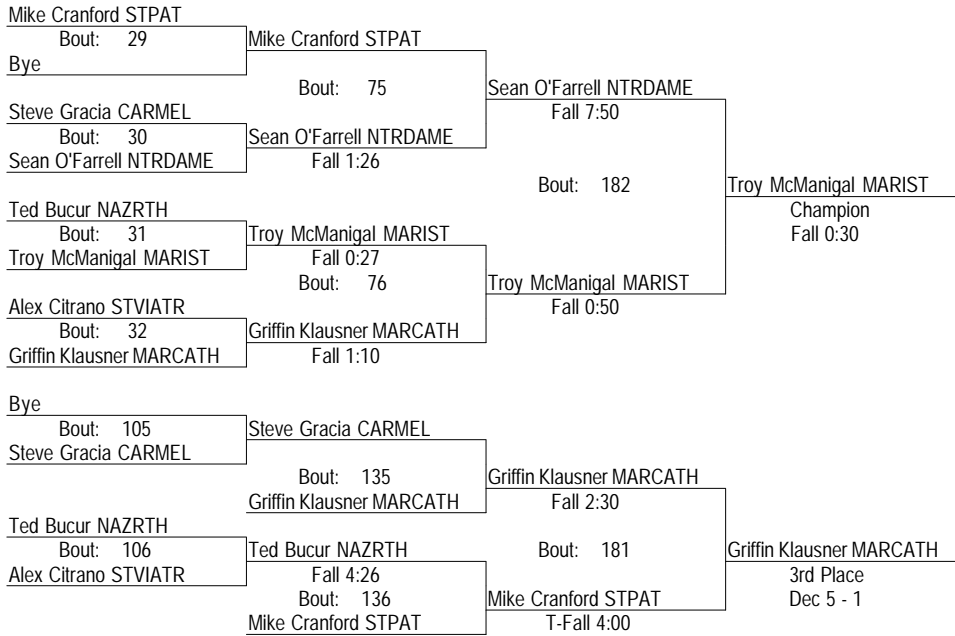 Mike Cranford STPAT
Bout: 29
Mike Cranford STPAT
Bye
Bout: 75
Sean O'Farrell NTRDAME
Steve Gracia CARMEL
Fall 7:50
Bout: 30
Sean O'Farrell NTRDAME
Sean O'Farrell NTRDAME
Fall 1:26
Bout: 182
Troy McManigal MARIST
Ted Bucur NAZRTH
Champion
Bout: 31
Troy McManigal MARIST
Fall 0:30
Troy McManigal MARIST
Fall 0:27
Bout: 76
Troy McManigal MARIST
Alex Citrano STVIATR
Fall 0:50
Bout: 32
Griffin Klausner MARCATH
Griffin Klausner MARCATH
Fall 1:10
Bye
Bout: 105
Steve Gracia CARMEL
Steve Gracia CARMEL
Bout: 135
Griffin Klausner MARCATH
Griffin Klausner MARCATH
Fall 2:30
Ted Bucur NAZRTH
Bout: 106
Ted Bucur NAZRTH
Bout: 181
Griffin Klausner MARCATH
Alex Citrano STVIATR
Fall 4:26
3rd Place
Bout: 136
Mike Cranford STPAT
Dec 5 - 1
Mike Cranford STPAT
T-Fall 4:00